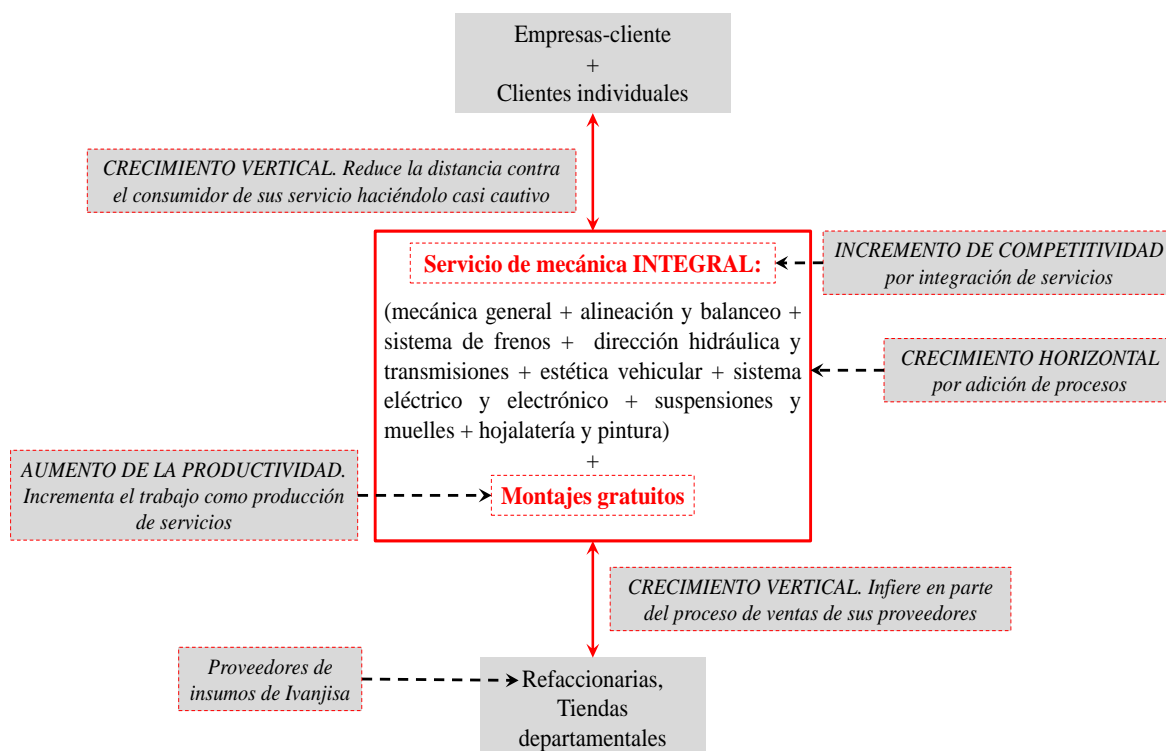 Empresas-cliente
+
Clientes individuales
CRECIMIENTO VERTICAL. Reduce la distancia contra
el consumidor de sus servicio haciéndolo casi cautivo
Servicio de mecánica INTEGRAL:
INCREMENTO DE COMPETITIVIDAD
por integración de servicios
(mecánica general + alineación y balanceo +
sistema de frenos + dirección hidráulica y
transmisiones + estética vehicular + sistema
eléctrico y electrónico + suspensiones y
muelles + hojalatería y pintura)
+
Montajes gratuitos
CRECIMIENTO HORIZONTAL
por adición de procesos
AUMENTO DE LA PRODUCTIVIDAD.
Incrementa el trabajo como producción
de servicios
CRECIMIENTO VERTICAL. Infiere en parte
del proceso de ventas de sus proveedores
Proveedores de
insumos de Ivanjisa
Refaccionarias,
Tiendas
departamentales